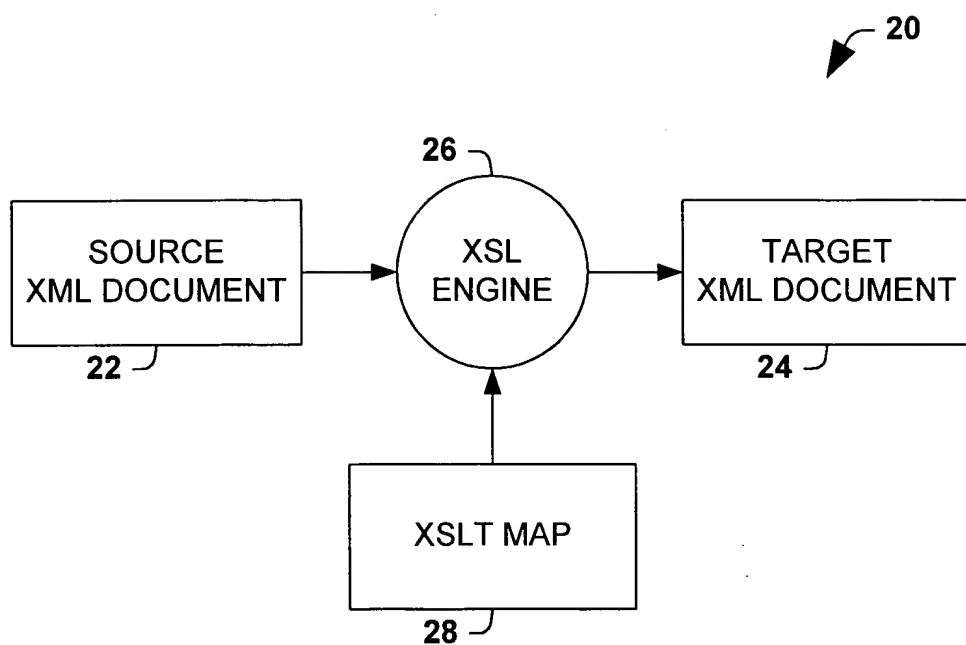 20
26
SOURCE
XML DOCUMENT
22
XSL
ENGINE
TARGET
XML DOCUMENT
24
XSLT MAP
28